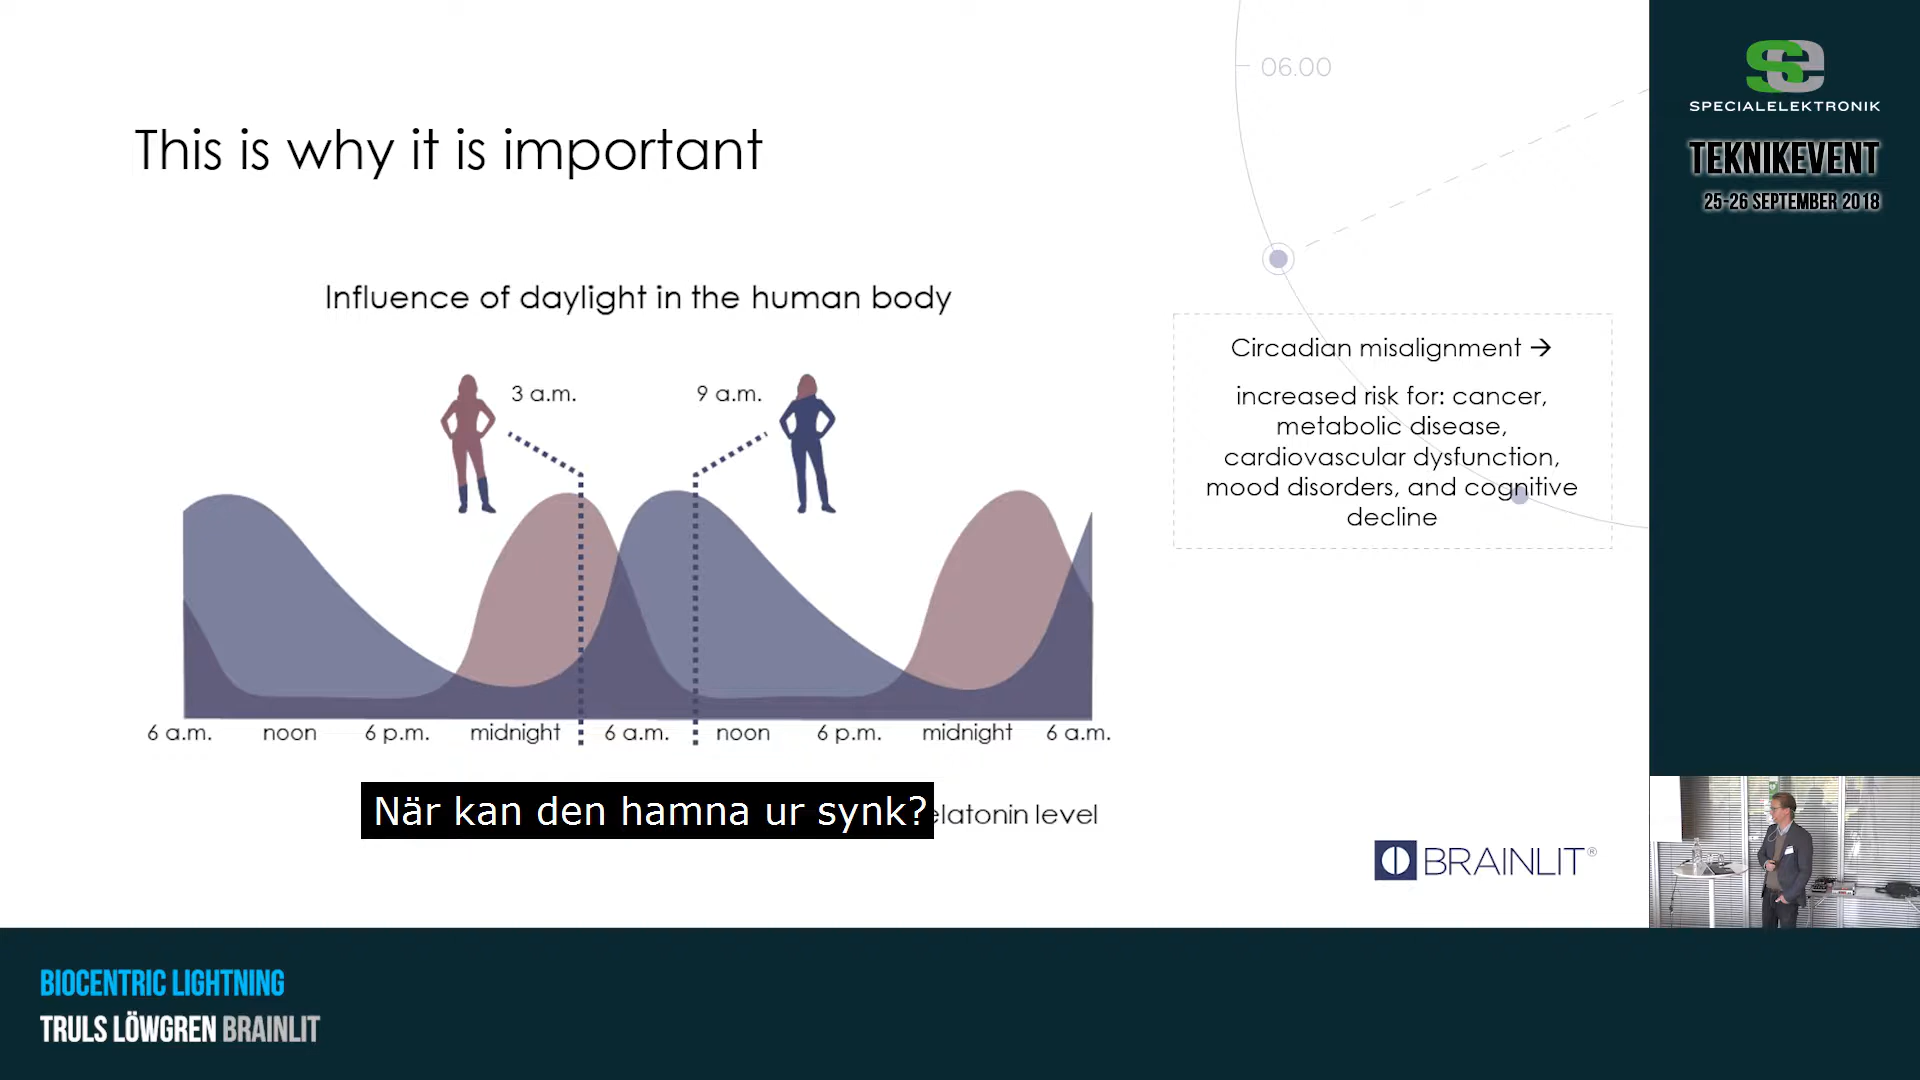 This is why it is important
06.00
Influence of daylight in the human body
3 a.m.
9 a.m.
6 a.m. noon 6 p.m. midnight 6 a.m. noon 6 p.m. midnight 6 a.m.
När kan den hamna ur synk?
elatonin level
Circadian misalignment →
increased risk for: cancer,
metabolic disease,
cardiovascular dysfunction,
mood disorders, and cognitive
decline
BRAINLIT®
se
SPECIALELEKTRONIK
TEKNIKEVENT
25-26 SEPTEMBER 2018
BIOCENTRIC LIGHTNING
TRULS LÖWGREN BRAINLIT